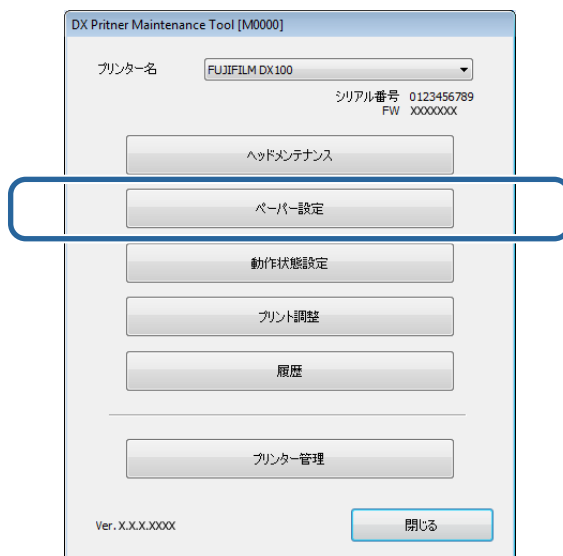 DX Pritner Maintenance Tool [M0000]
プリンター名 FUJIFILM DX100
シリアル番号 0123456789
FW XXXXXXX
ヘッドメンテナンス
ペーパー設定
動作状態設定
プリント調整
履歴
プリンター管理
Ver. X.X.X.XXXX 閉じる